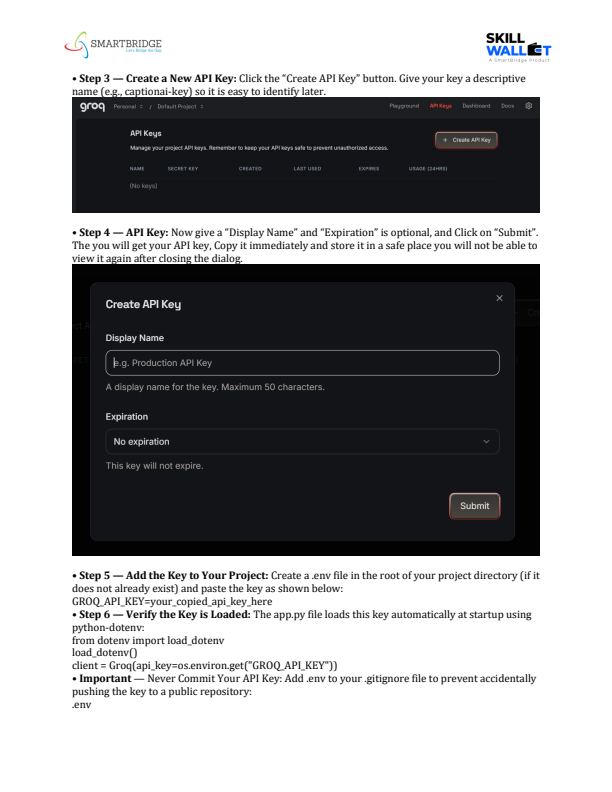 SMARTBRIDGE
Let's Bridge the Gap
SKILL
WALLET
A SmartBridge Product
• Step 3 — Create a New API Key: Click the “Create API Key” button. Give your key a descriptive
name (e.g., captionai-key) so it is easy to identify later.
groq Personal / Default Project Playground API Keys Dashboard Docs
API Keys
Manage your project API keys. Remember to keep your API keys safe to prevent unauthorized access.
+ Create API Key
NAME SECRET KEY CREATED LAST USED EXPIRES USAGE (24HRS)
(No keys)
• Step 4 — API Key: Now give a “Display Name” and “Expiration” is optional, and Click on “Submit”.
The you will get your API key, Copy it immediately and store it in a safe place you will not be able to
view it again after closing the dialog.
Create API Key
Display Name
e.g. Production API Key
A display name for the key. Maximum 50 characters.
Expiration
No expiration
This key will not expire.
Submit
• Step 5 — Add the Key to Your Project: Create a .env file in the root of your project directory (if it
does not already exist) and paste the key as shown below:
GROQ_API_KEY=your_copied_api_key_here
• Step 6 — Verify the Key is Loaded: The app.py file loads this key automatically at startup using
python-dotenv:
from dotenv import load_dotenv
load_dotenv()
client = Groq(api_key=os.environ.get("GROQ_API_KEY"))
• Important — Never Commit Your API Key: Add .env to your .gitignore file to prevent accidentally
pushing the key to a public repository:
.env